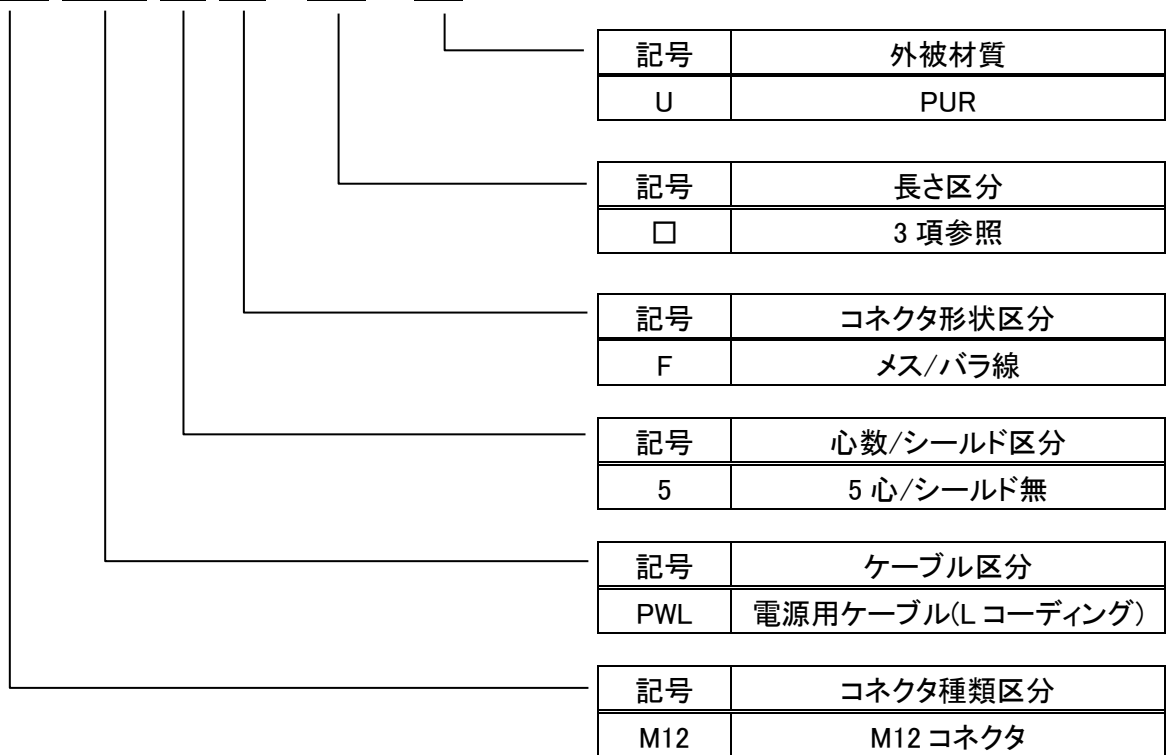 記号 外被材質
U PUR
記号 長さ区分
□ 3 項参照
記号 コネクタ形状区分
F メス/バラ線
記号 心数/シールド区分
5 5 心/シールド無
記号 ケーブル区分
PWL 電源用ケーブル(L コーディング)
記号 コネクタ種類区分
M12 M12 コネクタ